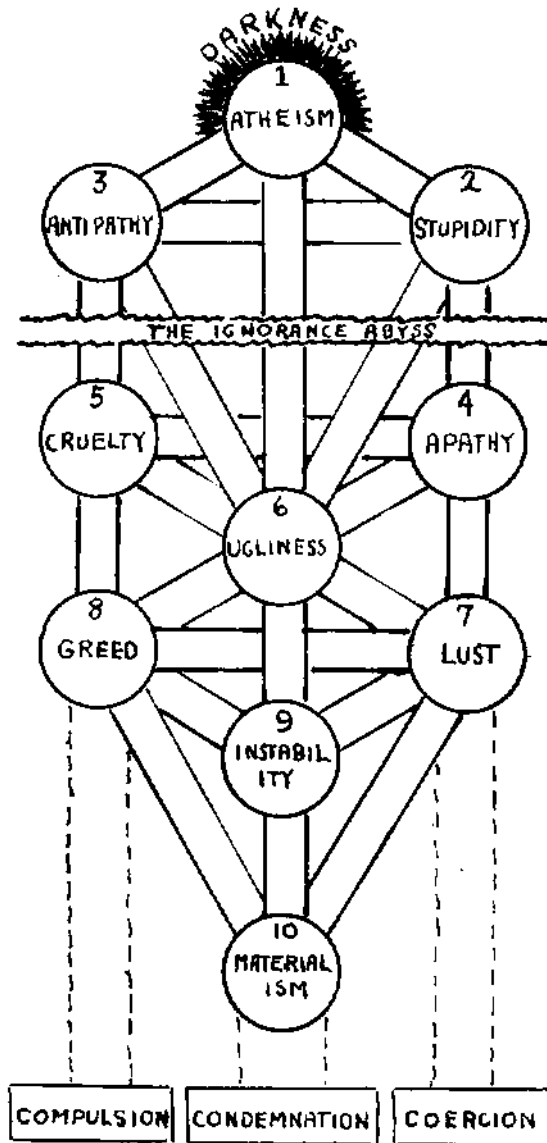 DARKNESS
1
ATHEISM
3
ANTIPATHY
2
STUPIDITY
THE IGNORANCE ABYSS
5
CRUELTY
4
APATHY
6
UGLINESS
8
GREED
7
LUST
9
INSTABIL
ITY
10
MATERIAL
ISM
COMPULSION
CONDEMNATION
COERCION